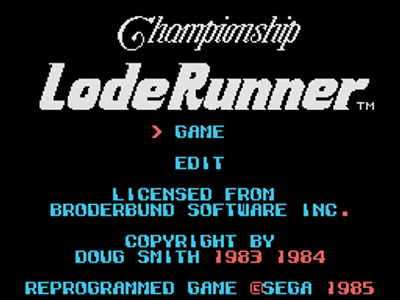 Championship
LodeRunner™
> GAME
EDIT
LICENSED FROM
BRODERBUND SOFTWARE INC.
COPYRIGHT BY
DOUG SMITH 1983 1984
REPROGRAMMED GAME ©SEGA 1985